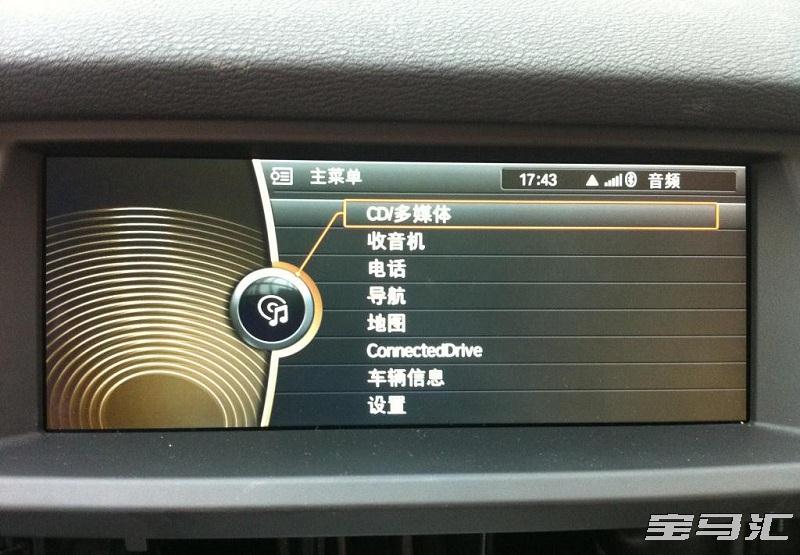 主菜单 17:43 音频
CD/多媒体
收音机
电话
导航
地图
ConnectedDrive
车辆信息
设置
宝马汇